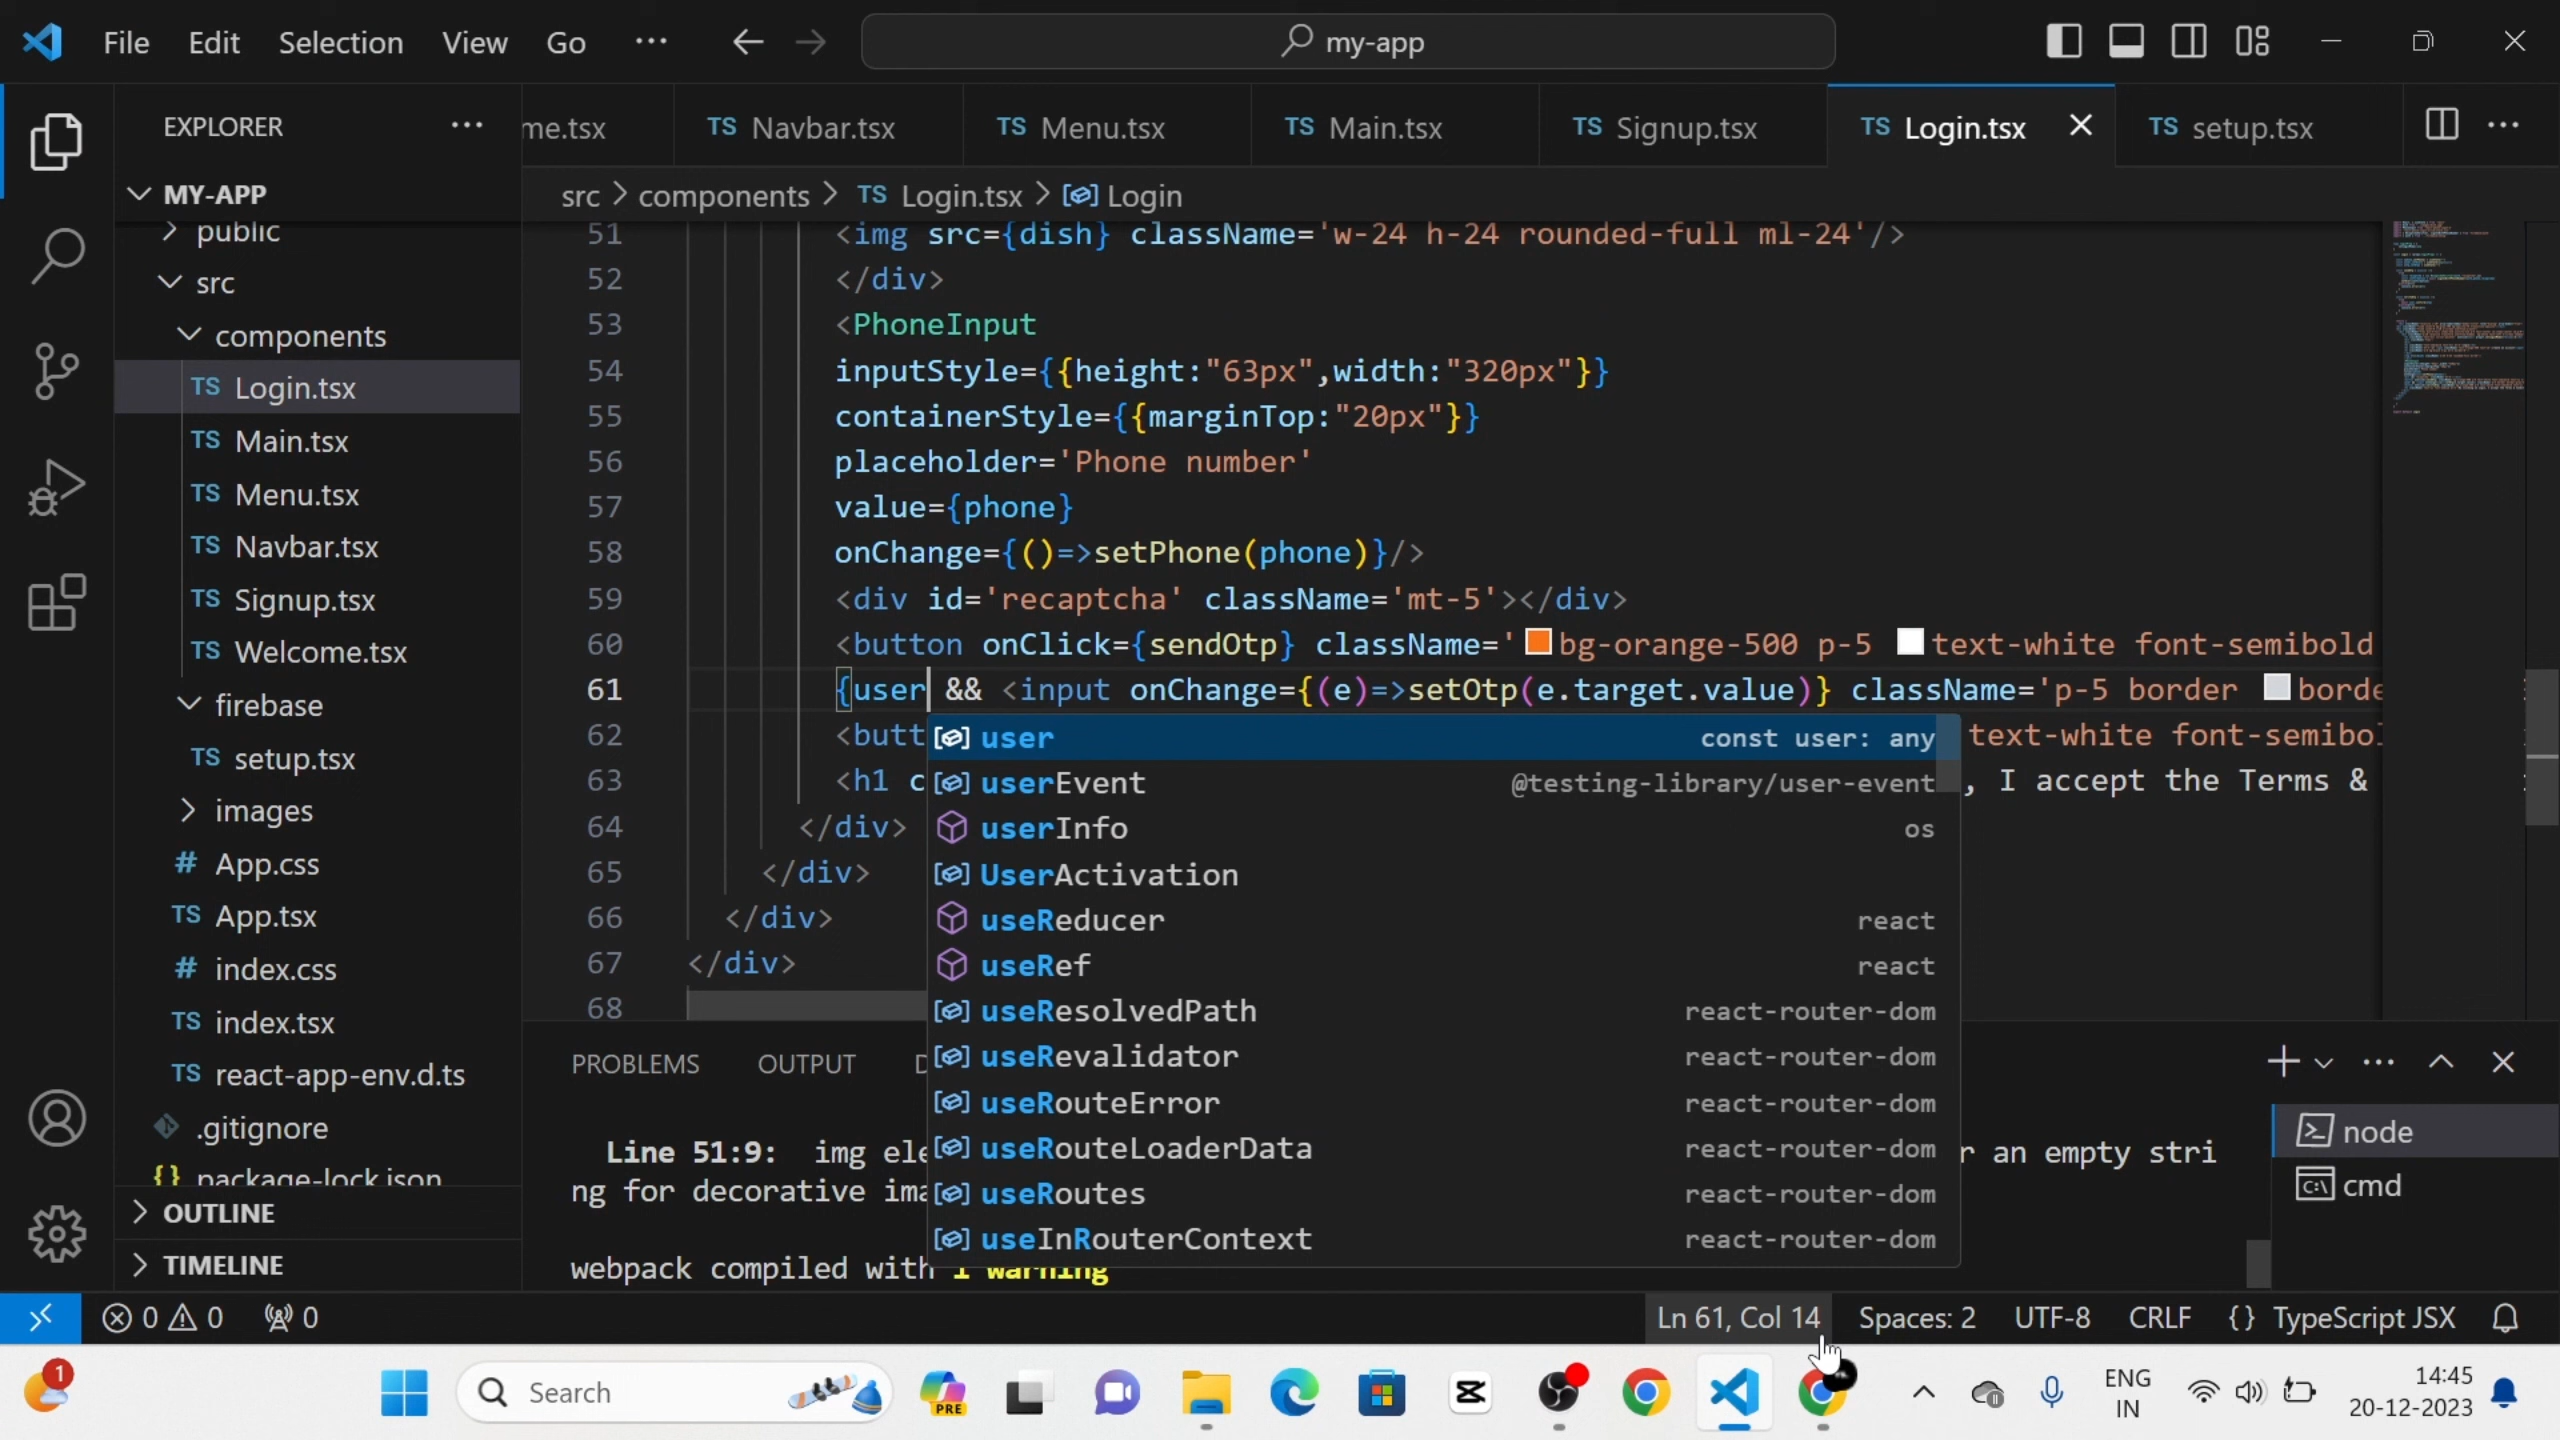 File Edit Selection View Go ··· my-app
EXPLORER ···
me.tsx TS Navbar.tsx TS Menu.tsx TS Main.tsx TS Signup.tsx TS Login.tsx TS setup.tsx ···
MY-APP
public
src
components
TS Login.tsx
TS Main.tsx
TS Menu.tsx
TS Navbar.tsx
TS Signup.tsx
TS Welcome.tsx
firebase
TS setup.tsx
images
# App.css
TS App.tsx
# index.css
TS index.tsx
TS react-app-env.d.ts
.gitignore
{} package-lock.json
OUTLINE
TIMELINE
src > components > TS Login.tsx > Login
51 <img src={dish} className='w-24 h-24 rounded-full ml-24'/>
52 </div>
53 <PhoneInput
54 inputStyle={{height:"63px",width:"320px"}}
55 containerStyle={{marginTop:"20px"}}
56 placeholder='Phone number'
57 value={phone}
58 onChange={()=>setPhone(phone)}/>
59 <div id='recaptcha' className='mt-5'></div>
60 <button onClick={sendOtp} className='bg-orange-500 p-5 text-white font-semibold
61 {user && <input onChange={(e)=>setOtp(e.target.value)} className='p-5 border borde
62 <butt text-white font-semibol
63 <h1 c , I accept the Terms &
64 </div>
65 </div>
66 </div>
67 </div>
68
user const user: any
userEvent @testing-library/user-event
userInfo os
UserActivation
useReducer react
useRef react
useResolvedPath react-router-dom
useRevalidator react-router-dom
useRouteError react-router-dom
useRouteLoaderData react-router-dom
useRoutes react-router-dom
useInRouterContext react-router-dom
PROBLEMS OUTPUT D ···
Line 51:9: img ele r an empty stri
ng for decorative ima
webpack compiled with 1 warning
node
cmd
0 0 0 Ln 61, Col 14 Spaces: 2 UTF-8 CRLF {} TypeScript JSX
1 Search PRE ENG
IN
14:45
20-12-2023